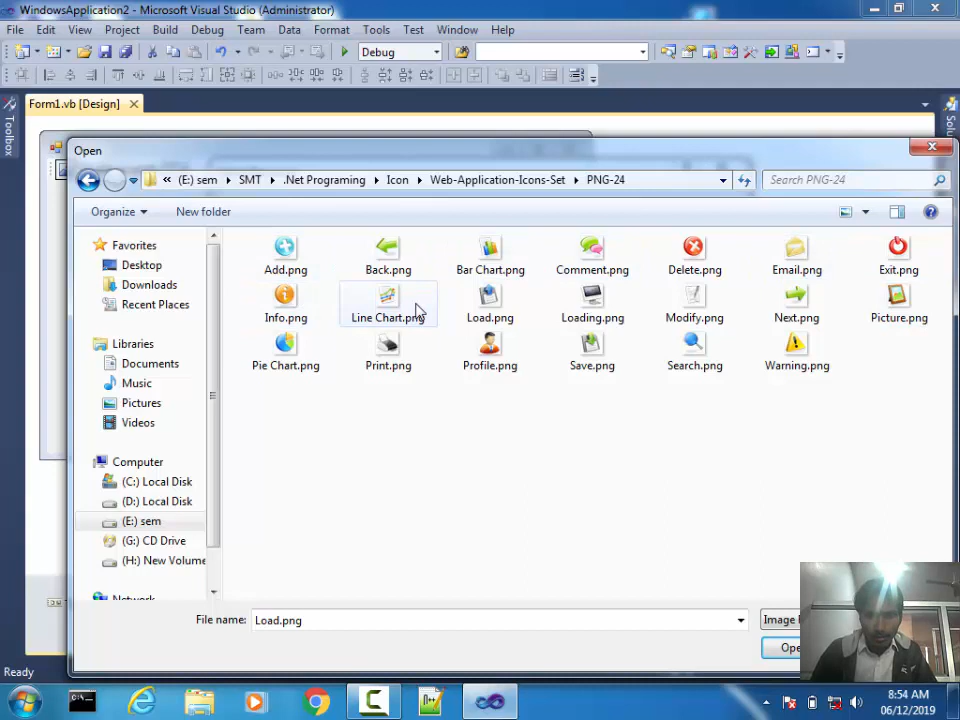 WindowsApplication2 - Microsoft Visual Studio (Administrator)
File Edit View Project Build Debug Team Data Format Tools Test Window Help
Debug
Form1.vb [Design]
Toolbox
Open
« (E:) sem SMT .Net Programing Icon Web-Application-Icons-Set PNG-24
Search PNG-24
Organize New folder
Favorites
Desktop
Downloads
Recent Places
Libraries
Documents
Music
Pictures
Videos
Computer
(C:) Local Disk
(D:) Local Disk
(E:) sem
(G:) CD Drive
(H:) New Volume
Network
Add.png Back.png Bar Chart.png Comment.png Delete.png Email.png Exit.png
Info.png Line Chart.png Load.png Loading.png Modify.png Next.png Picture.png
Pie Chart.png Print.png Profile.png Save.png Search.png Warning.png
File name: Load.png
Ready
8:54 AM
06/12/2019